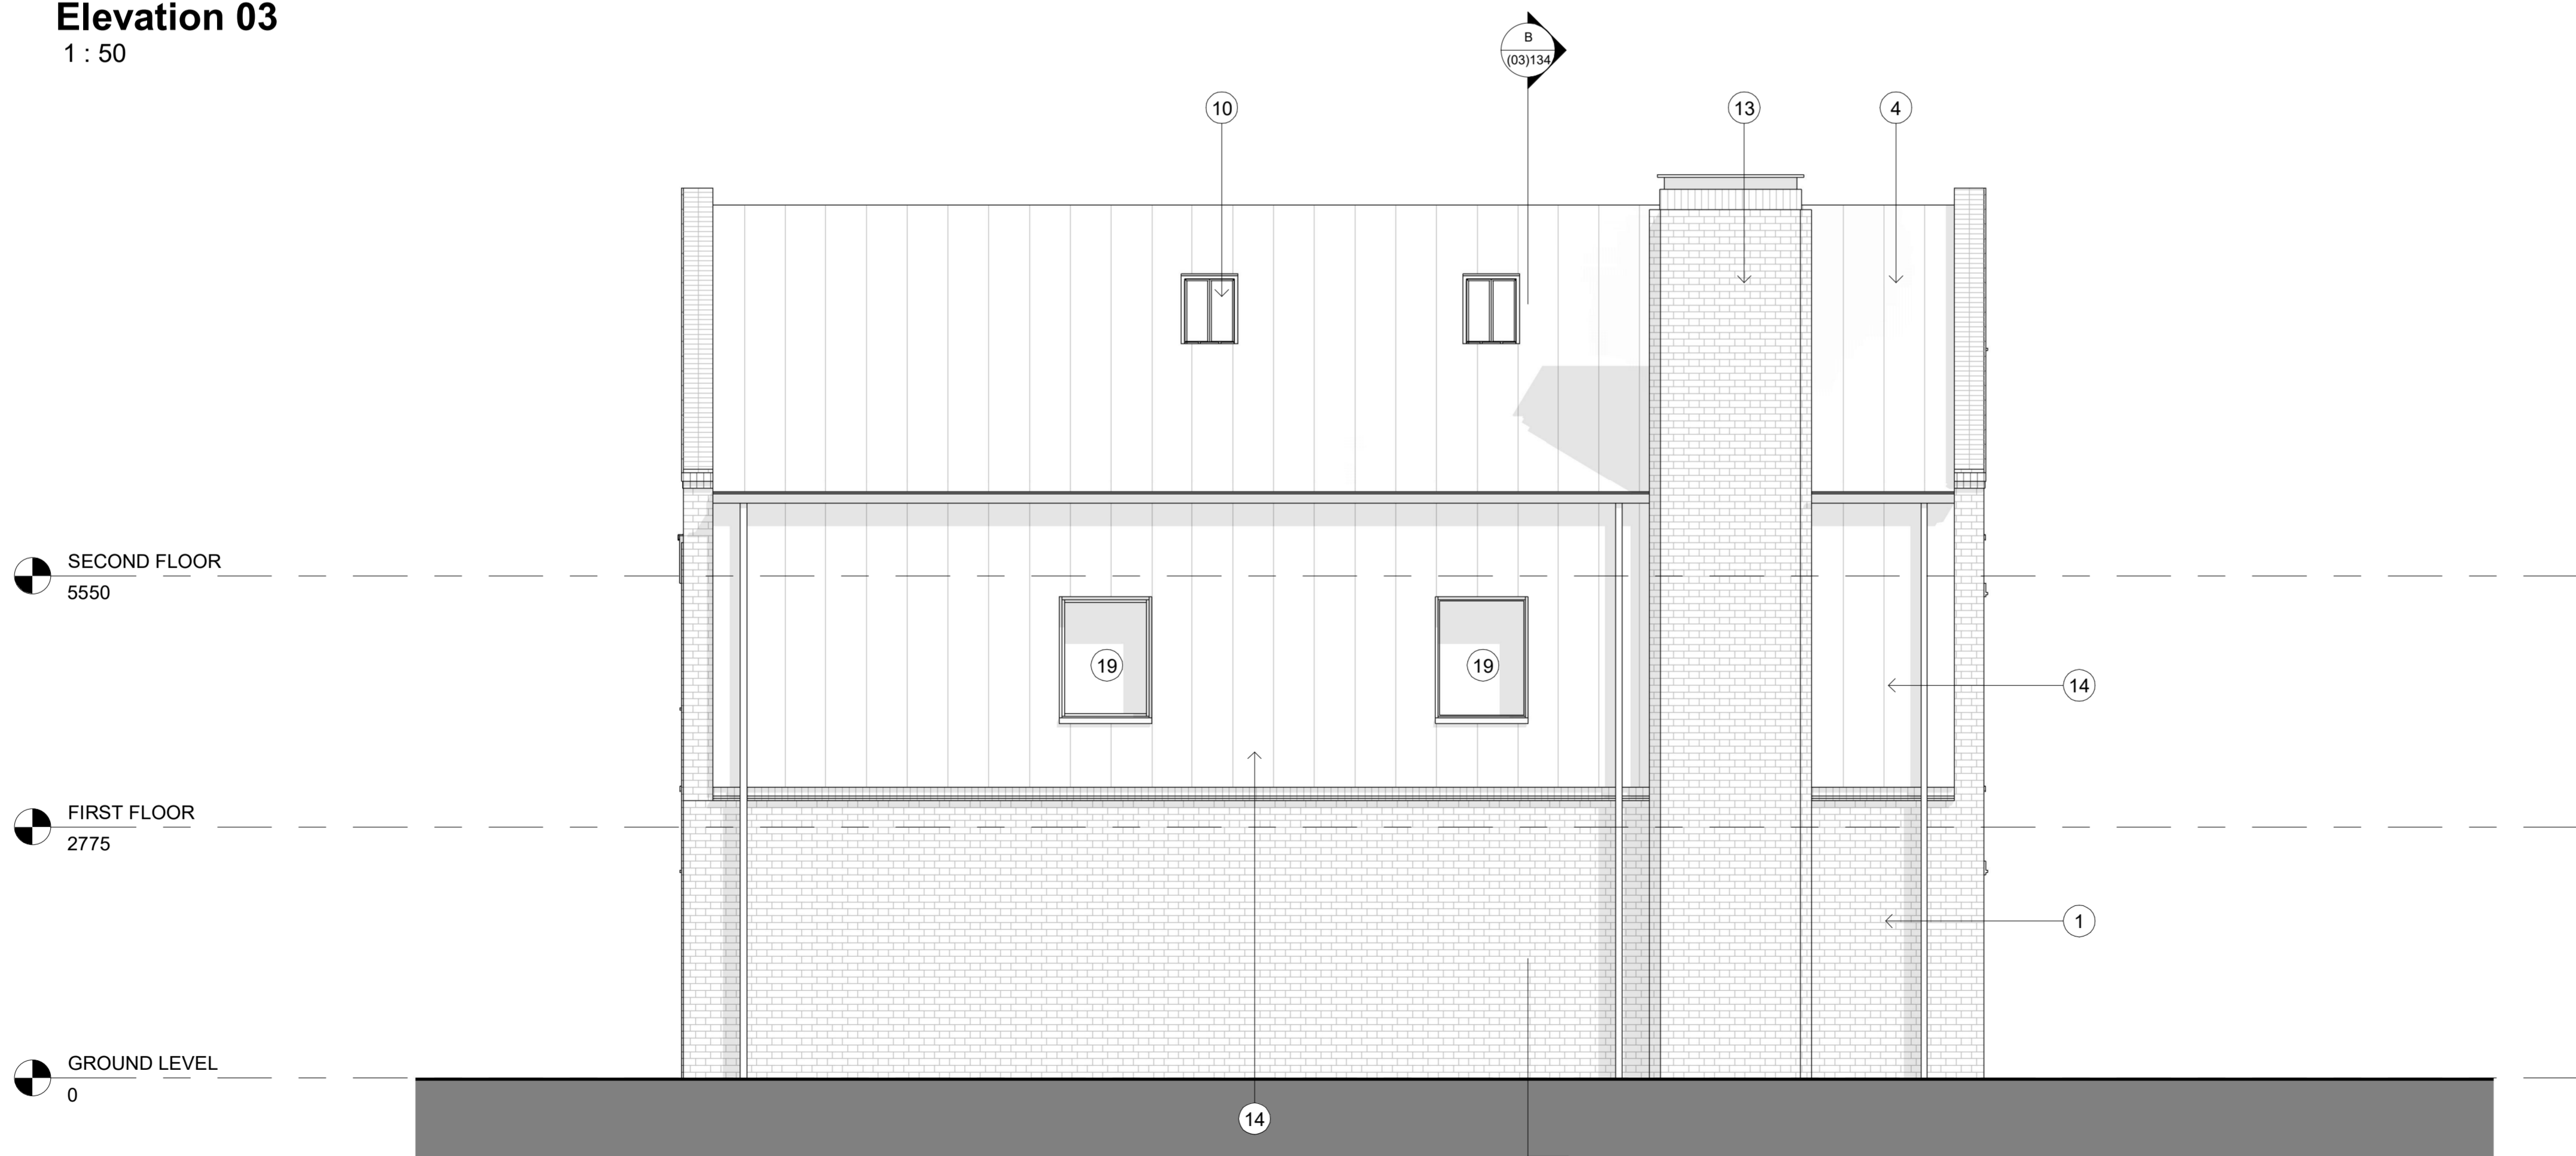 Elevation 03
1 : 50
B
(03)134
10
13
4
SECOND FLOOR
5550
19
19
14
FIRST FLOOR
2775
1
GROUND LEVEL
0
14